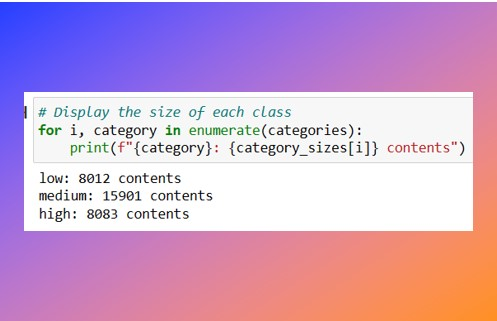 # Display the size of each class
for i, category in enumerate(categories):
    print(f"{category}: {category_sizes[i]} contents")
low: 8012 contents
medium: 15901 contents
high: 8083 contents